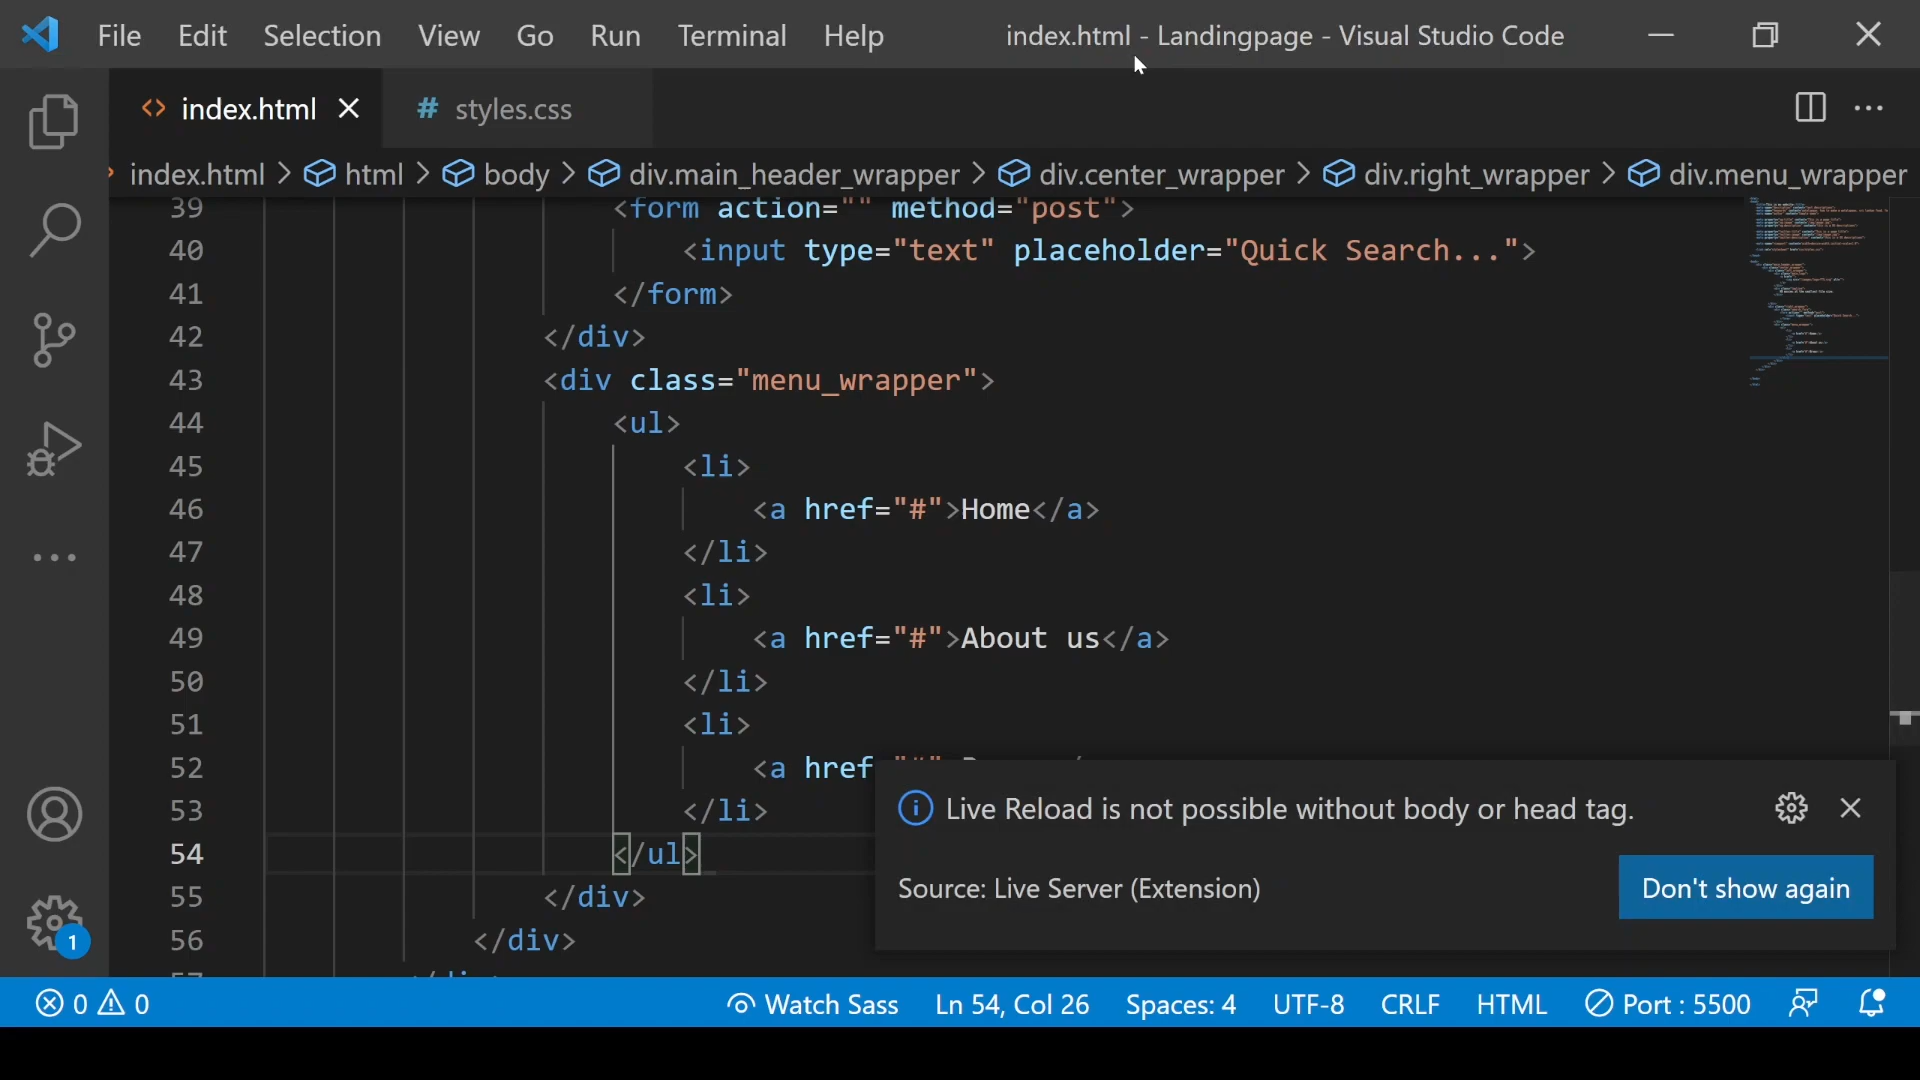 File Edit Selection View Go Run Terminal Help index.html - Landingpage - Visual Studio Code
index.html # styles.css
index.html > html > body > div.main_header_wrapper > div.center_wrapper > div.right_wrapper > div.menu_wrapper
39 <form action="" method="post">
40 <input type="text" placeholder="Quick Search...">
41 </form>
42 </div>
43 <div class="menu_wrapper">
44 <ul>
45 <li>
46 <a href="#">Home</a>
47 </li>
48 <li>
49 <a href="#">About us</a>
50 </li>
51 <li>
52 <a href
53 </li>
54 </ul>
55 </div>
56 </div>
Live Reload is not possible without body or head tag.
Source: Live Server (Extension)
Don't show again
1
0 0 Watch Sass Ln 54, Col 26 Spaces: 4 UTF-8 CRLF HTML Port : 5500